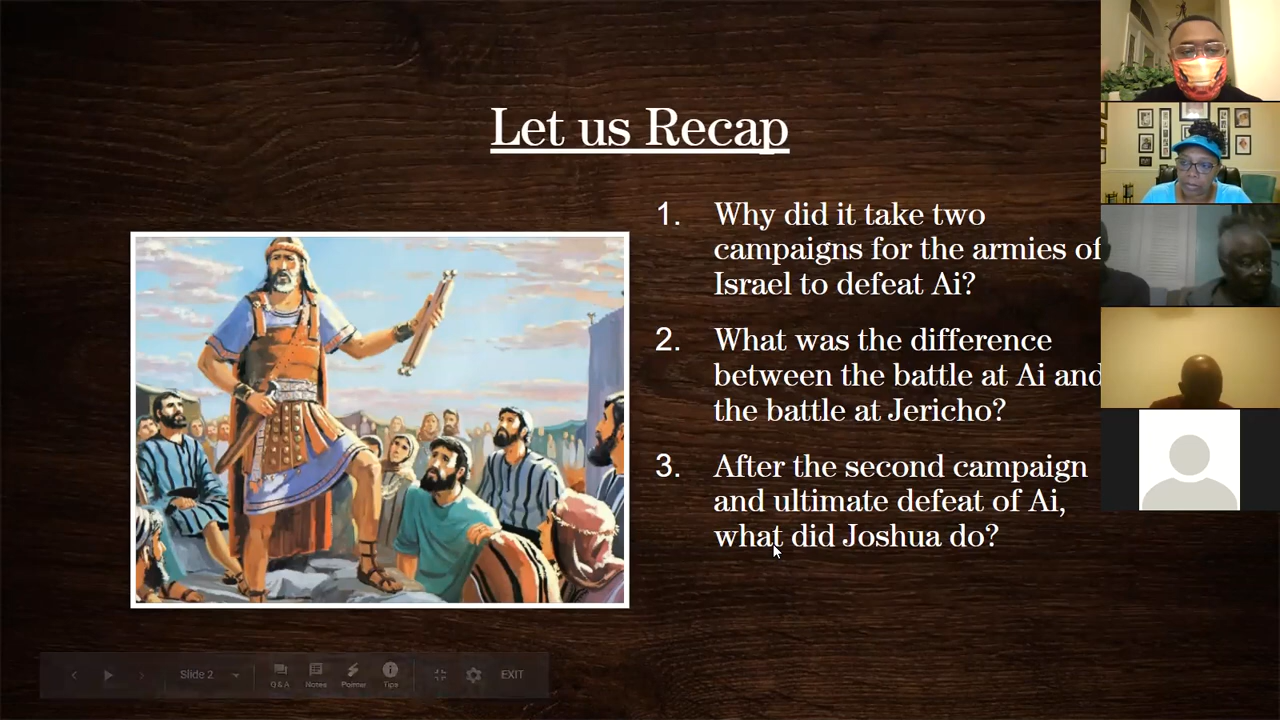 Let us Recap
1. Why did it take two
campaigns for the armies of
Israel to defeat Ai?
2. What was the difference
between the battle at Ai and
the battle at Jericho?
3. After the second campaign
and ultimate defeat of Ai,
what did Joshua do?
Slide 2
Q&A Notes Pointer Tips
EXIT